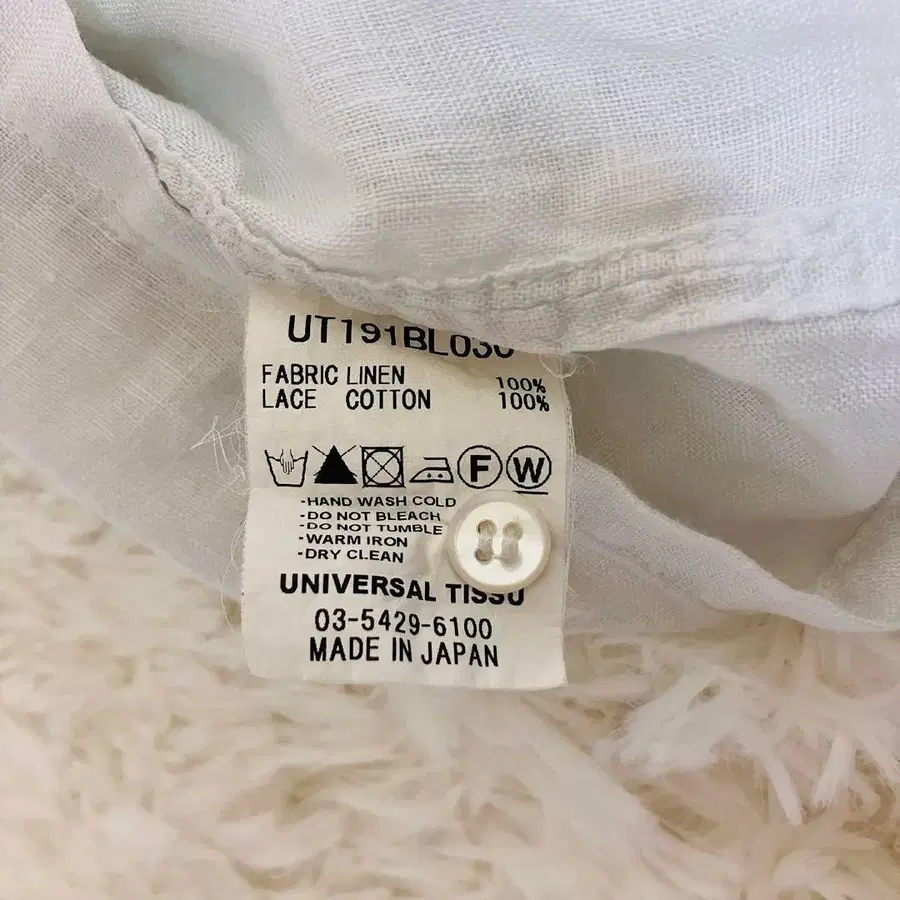 UT191BL030
FABRIC LINEN 100%
LACE COTTON 100%
F W
-HAND WASH COLD
-DO NOT BLEACH
-DO NOT TUMBLE
-WARM IRON
-DRY CLEAN
UNIVERSAL TISSU
03-5429-6100
MADE IN JAPAN